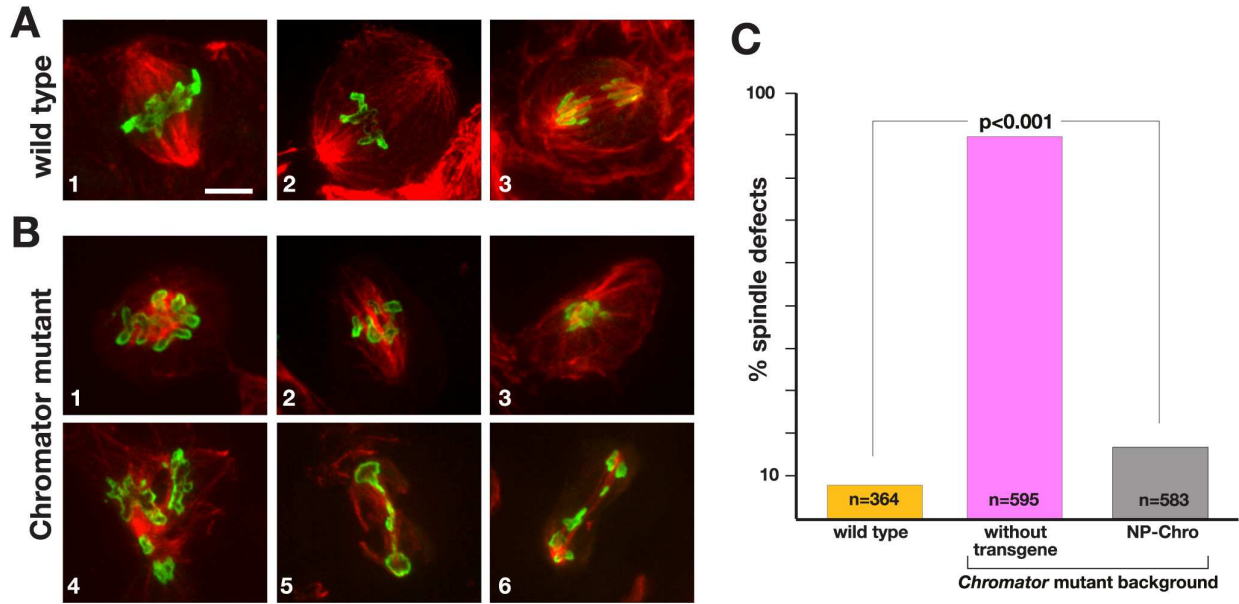 A
wild type
1
2
3
B
Chromator mutant
1
2
3
4
5
6
C
% spindle defects
100
10
p<0.001
n=364
n=595
n=583
wild type
without
transgene
NP-Chro
Chromator mutant background